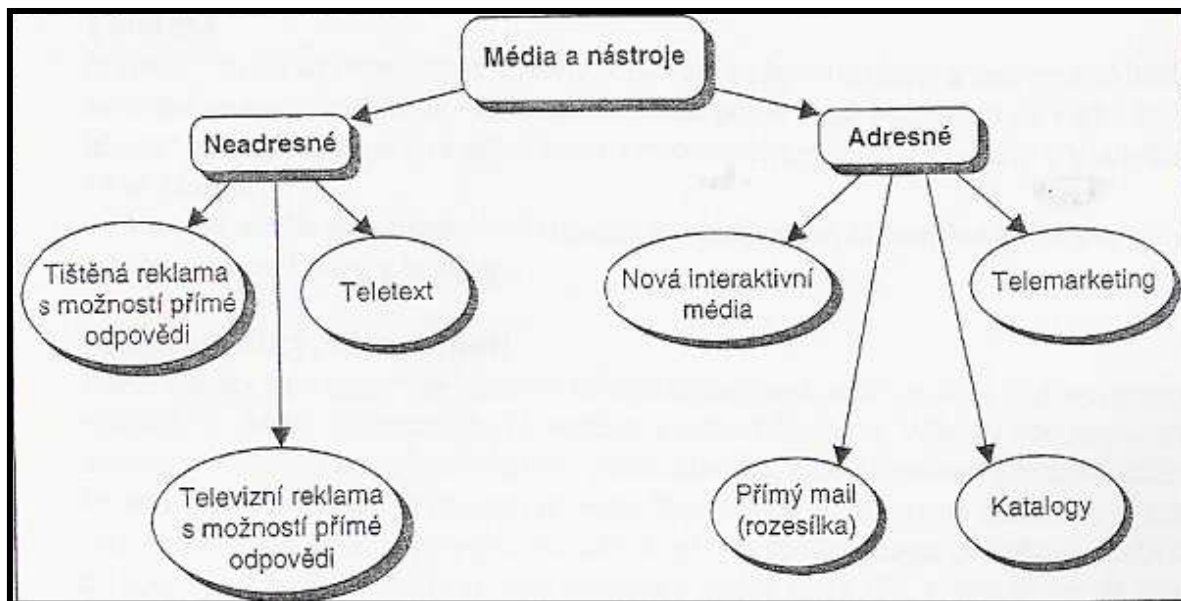 Média a nástroje
Neadresné
Adresné
Tištěná reklama
s možností přímé
odpovědi
Teletext
Nová interaktivní
média
Telemarketing
Televizní reklama
s možností přímé
odpovědi
Přímý mail
(rozesílka)
Katalogy